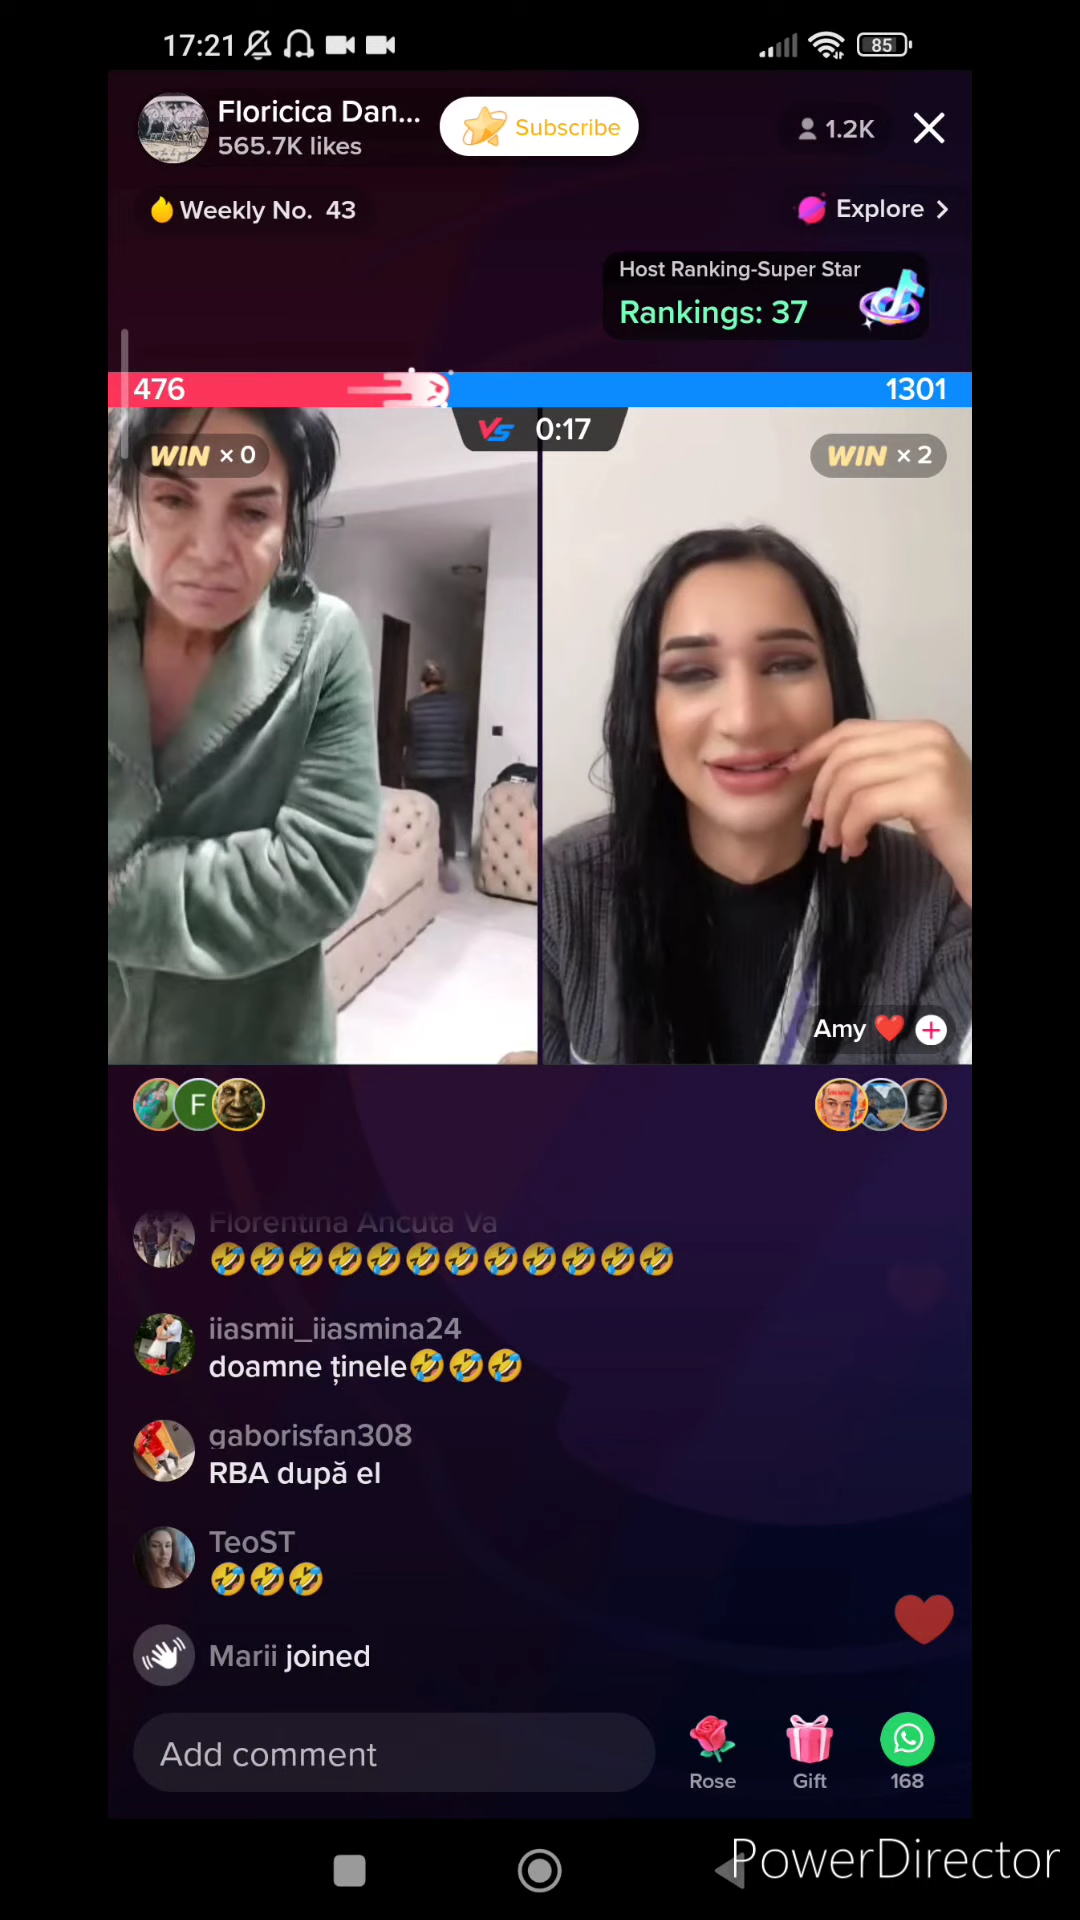 17:21
85
Floricica Dan...
565.7K likes
Subscribe
1.2K
Weekly No. 43
Explore
Host Ranking-Super Star
Rankings: 37
476
1301
VS 0:17
WIN × 0
WIN × 2
Amy ❤️
F
Florentina Ancuta Va
🤣🤣🤣🤣🤣🤣🤣🤣🤣🤣🤣🤣
iiasmii_iiasmina24
doamne ținele🤣🤣🤣
gaborisfan308
RBA după el
TeoST
🤣🤣🤣
Marii joined
Add comment
Rose
Gift
168
PowerDirector